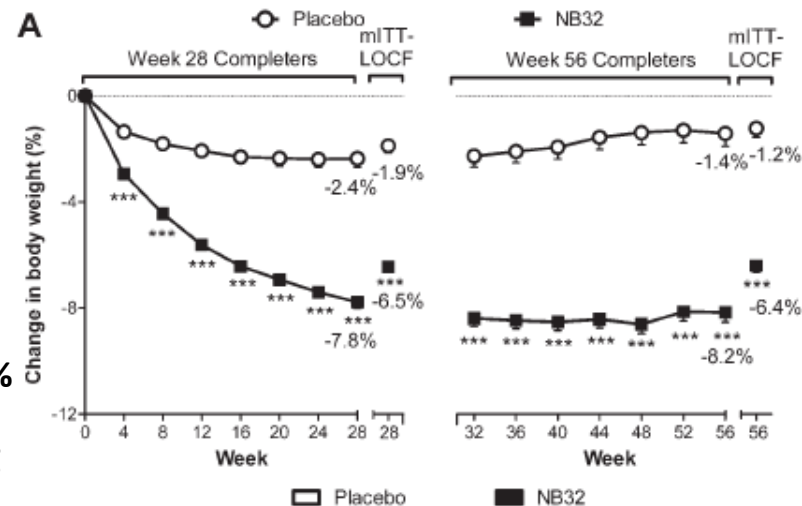 A
Placebo
NB32
Week 28 Completers
mITT-
LOCF
Week 56 Completers
mITT-
LOCF
Change in body weight (%)
0
-4
-8
-12
-2.4%
-1.9%
***
***
***
***
***
***
***
-7.8%
***
-6.5%
-1.4%
-1.2%
***
***
***
***
***
***
***
-8.2%
***
-6.4%
%
0 4 8 12 16 20 24 28 28
32 36 40 44 48 52 56 56
Week
Week
Placebo
NB32